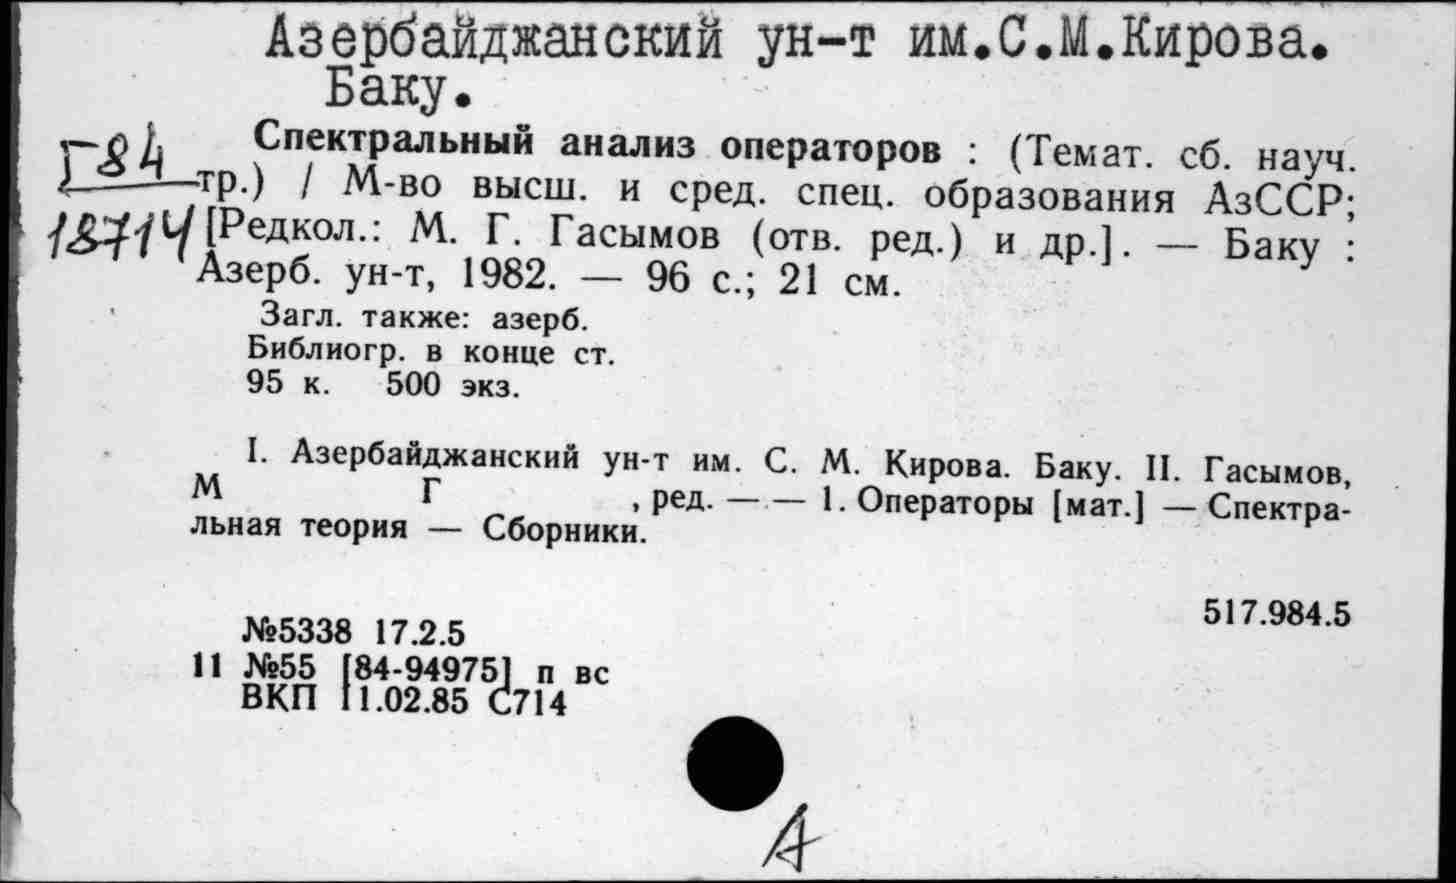 Азербайджанский ун-т им.С.М.Кирова.
Баку.
Г84
18714
Спектральный анализ операторов : (Темат. сб. науч.
тр.) / М-во высш. и сред. спец. образования АзССР;
[Редкол.: М. Г. Гасымов (отв. ред.) и др.]. — Баку :
Азерб. ун-т, 1982. — 96 с.; 21 см.
Загл. также: азерб.
Библиогр. в конце ст.
95 к. 500 экз.
I. Азербайджанский ун-т им. С. М. Кирова. Баку. II. Гасымов,
М Г , ред. — — 1. Операторы [мат.] — Спектра-
льная теория — Сборники.
517.984.5
№5338 17.2.5
11 №55 [84-94975] п вс
ВКП 11.02.85 С714
А